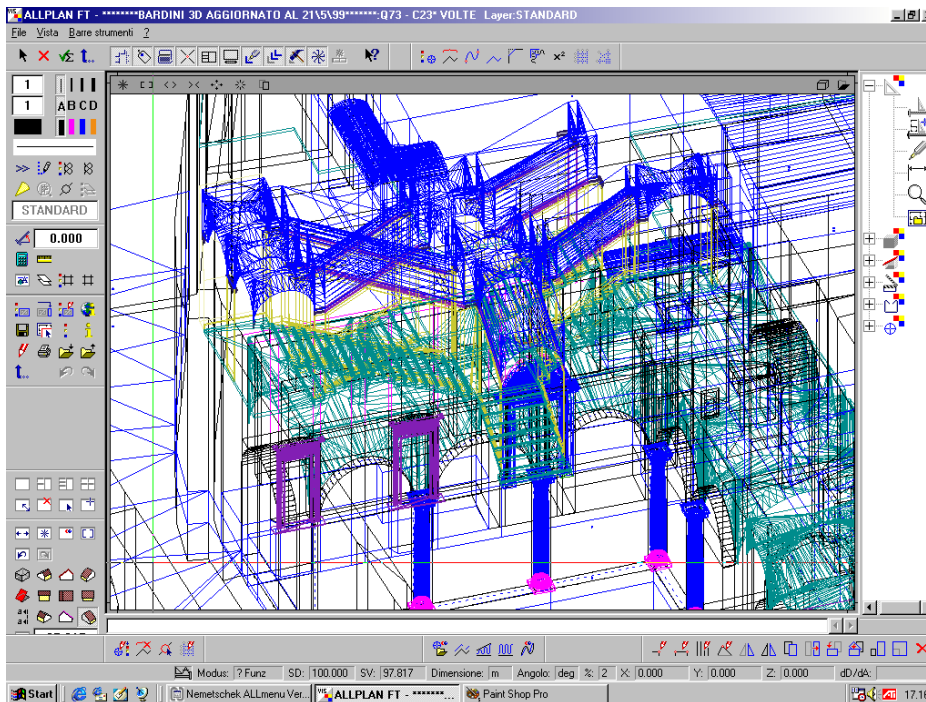 ALLPLAN FT - ********BARDINI 3D AGGIORNATO AL 21\5\99*******:Q73 - C23* VOLTE Layer:STANDARD
File Vista Barre strumenti ?
1
1
A B C D
STANDARD
0.000
Modus: ? Funz SD: 100.000 SV: 97.817 Dimensione: m Angolo: deg %: 2 X: 0.000 Y: 0.000 Z: 0.000 dD/dA:
Start Nemetschek ALLmenu Ver... ALLPLAN FT - *******... Paint Shop Pro 17.16